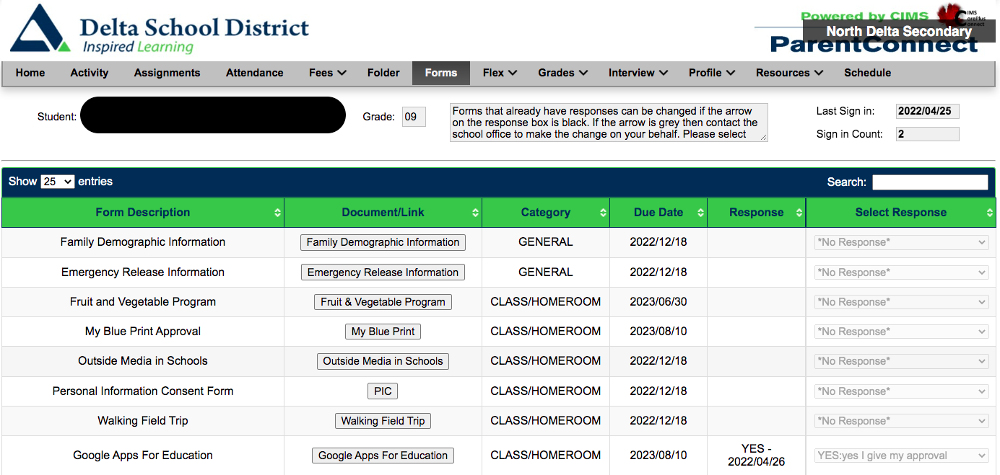 Delta School District
Inspired Learning
Powered by CIMS
CIMS
CorePlus
Connect
North Delta Secondary
ParentConnect
Home Activity Assignments Attendance Fees Folder Forms Flex Grades Interview Profile Resources Schedule
Student:
Grade: 09
Forms that already have responses can be changed if the arrow
on the response box is black. If the arrow is grey then contact the
school office to make the change on your behalf. Please select
Last Sign in: 2022/04/25
Sign in Count: 2
Show 25 entries
Search:
Form Description Document/Link Category Due Date Response Select Response
Family Demographic Information Family Demographic Information GENERAL 2022/12/18 *No Response*
Emergency Release Information Emergency Release Information GENERAL 2022/12/18 *No Response*
Fruit and Vegetable Program Fruit & Vegetable Program CLASS/HOMEROOM 2023/06/30 *No Response*
My Blue Print Approval My Blue Print CLASS/HOMEROOM 2023/08/10 *No Response*
Outside Media in Schools Outside Media in Schools CLASS/HOMEROOM 2022/12/18 *No Response*
Personal Information Consent Form PIC CLASS/HOMEROOM 2022/12/18 *No Response*
Walking Field Trip Walking Field Trip CLASS/HOMEROOM 2022/12/18 *No Response*
Google Apps For Education Google Apps For Education CLASS/HOMEROOM 2023/08/10 YES - 2022/04/26 YES:yes I give my approval